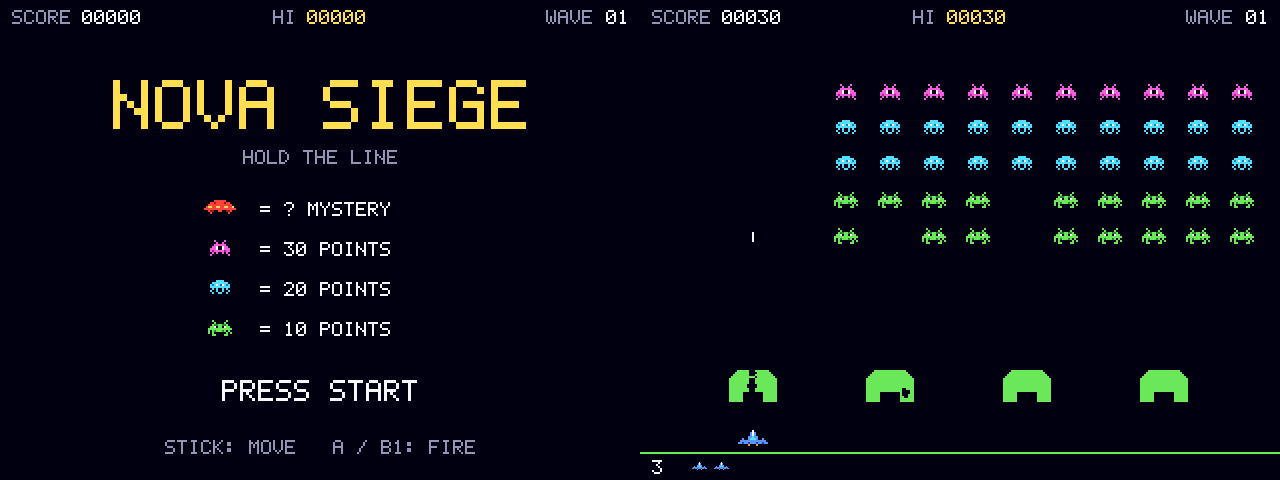 SCORE 00000 HI 00000 WAVE 01
NOVA SIEGE
HOLD THE LINE
= ? MYSTERY
= 30 POINTS
= 20 POINTS
= 10 POINTS
PRESS START
STICK: MOVE A / B1: FIRE
SCORE 00030 HI 00030 WAVE 01
3